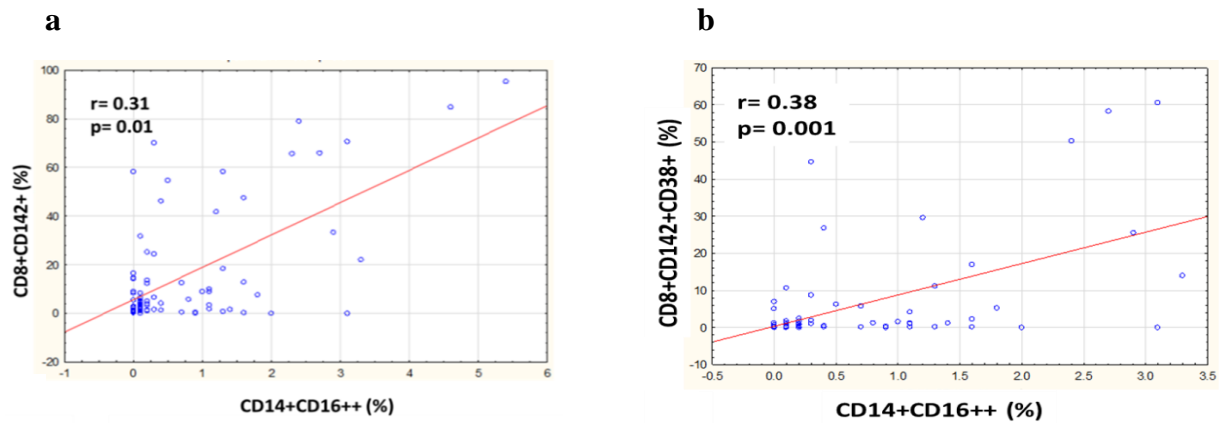 a
r= 0.31
p= 0.01
CD8+CD142+ (%)
100
80
60
40
20
0
-20
-1 0 1 2 3 4 5 6
CD14+CD16++ (%)
b
r= 0.38
p= 0.001
CD8+CD142+CD38+ (%)
70
60
50
40
30
20
10
0
-10
-0.5 0.0 0.5 1.0 1.5 2.0 2.5 3.0 3.5
CD14+CD16++ (%)